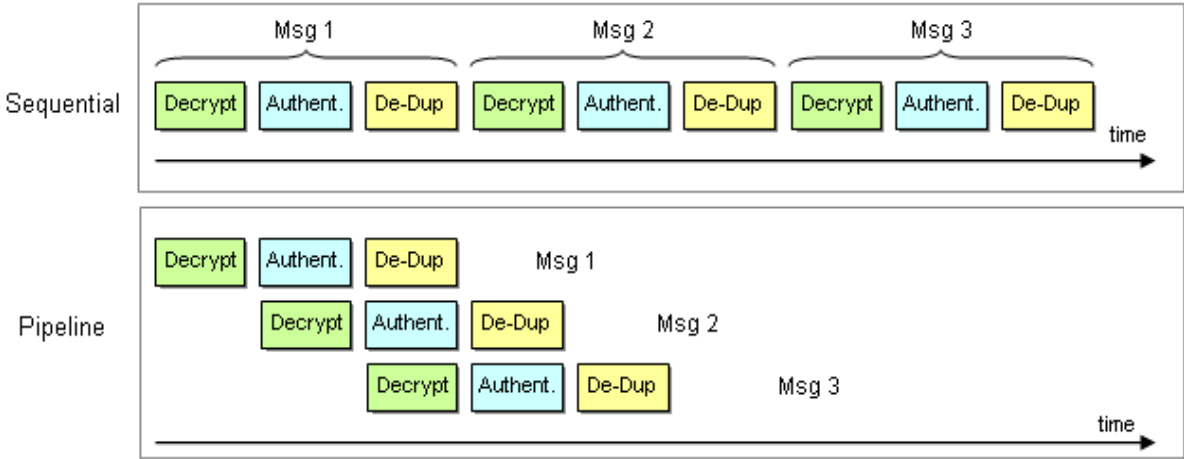 Msg 1 Msg 2 Msg 3
Sequential Decrypt Authent. De-Dup Decrypt Authent. De-Dup Decrypt Authent. De-Dup
time
Decrypt Authent. De-Dup Msg 1
Pipeline Decrypt Authent. De-Dup Msg 2
Decrypt Authent. De-Dup Msg 3
time